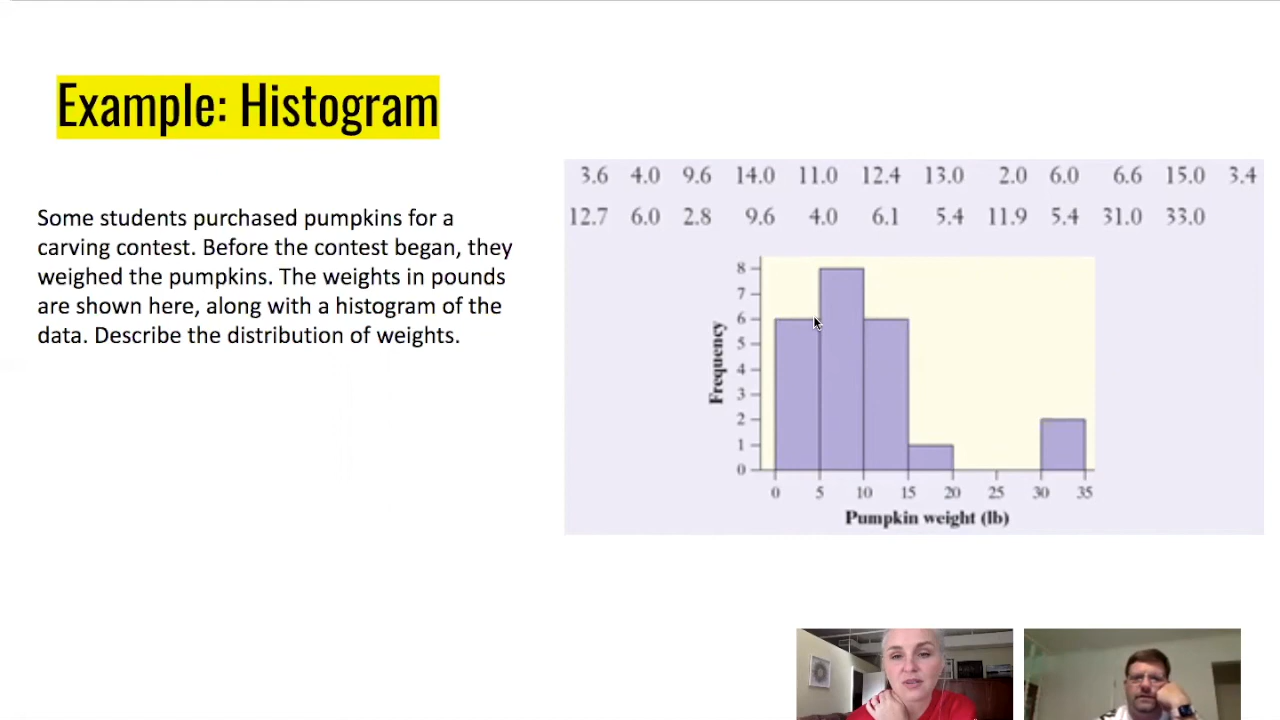 Example: Histogram
Some students purchased pumpkins for a
carving contest. Before the contest began, they
weighed the pumpkins. The weights in pounds
are shown here, along with a histogram of the
data. Describe the distribution of weights.
3.6 4.0 9.6 14.0 11.0 12.4 13.0 2.0 6.0 6.6 15.0 3.4
12.7 6.0 2.8 9.6 4.0 6.1 5.4 11.9 5.4 31.0 33.0
Frequency
8
7
6
5
4
3
2
1
0
0 5 10 15 20 25 30 35
Pumpkin weight (lb)